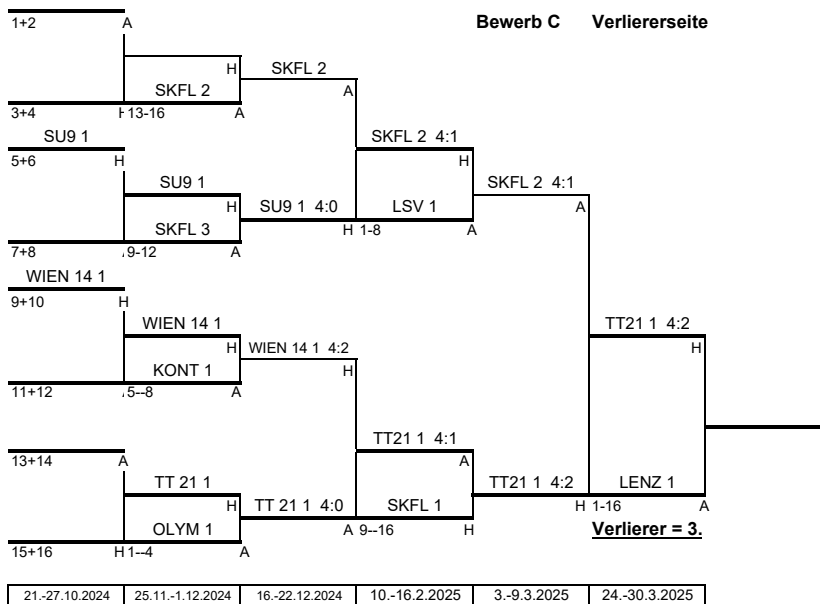 Bewerb C Verliererseite
1+2 A
H SKFL 2
SKFL 2 A
3+4 H 13-16 A
SU9 1 SKFL 2 4:1
5+6 H H
SU9 1 SKFL 2 4:1
H SU9 1 4:0 LSV 1 A
SKFL 3 H 1-8 A
7+8 9-12 A
WIEN 14 1
9+10 H
WIEN 14 1 TT21 1 4:2
H WIEN 14 1 4:2 H
KONT 1 H
11+12 5--8 A
TT21 1 4:1
13+14 A A
TT 21 1 TT21 1 4:2 LENZ 1
H TT 21 1 4:0 SKFL 1 H 1-16 A
OLYM 1 A 9--16 H Verlierer = 3.
15+16 H 1--4 A
21.-27.10.2024 25.11.-1.12.2024 16.-22.12.2024 10.-16.2.2025 3.-9.3.2025 24.-30.3.2025